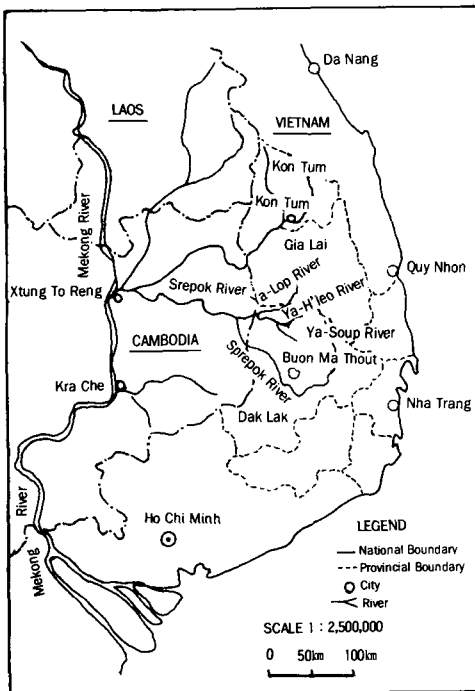 Da Nang
LAOS
VIETNAM
Kon Tum
Kon Tum
Gia Lai
Mekong River
Quy Nhon
Xtung To Reng
Srepok River
Ya-Lop River
Ya-H'leo River
Ya-Soup River
CAMBODIA
Buon Ma Thout
Sprepok River
Kra Che
Nha Trang
Dak Lak
River
Mekong
Ho Chi Minh
LEGEND
National Boundary
Provincial Boundary
City
River
SCALE 1 : 2,500,000
0 50km 100km